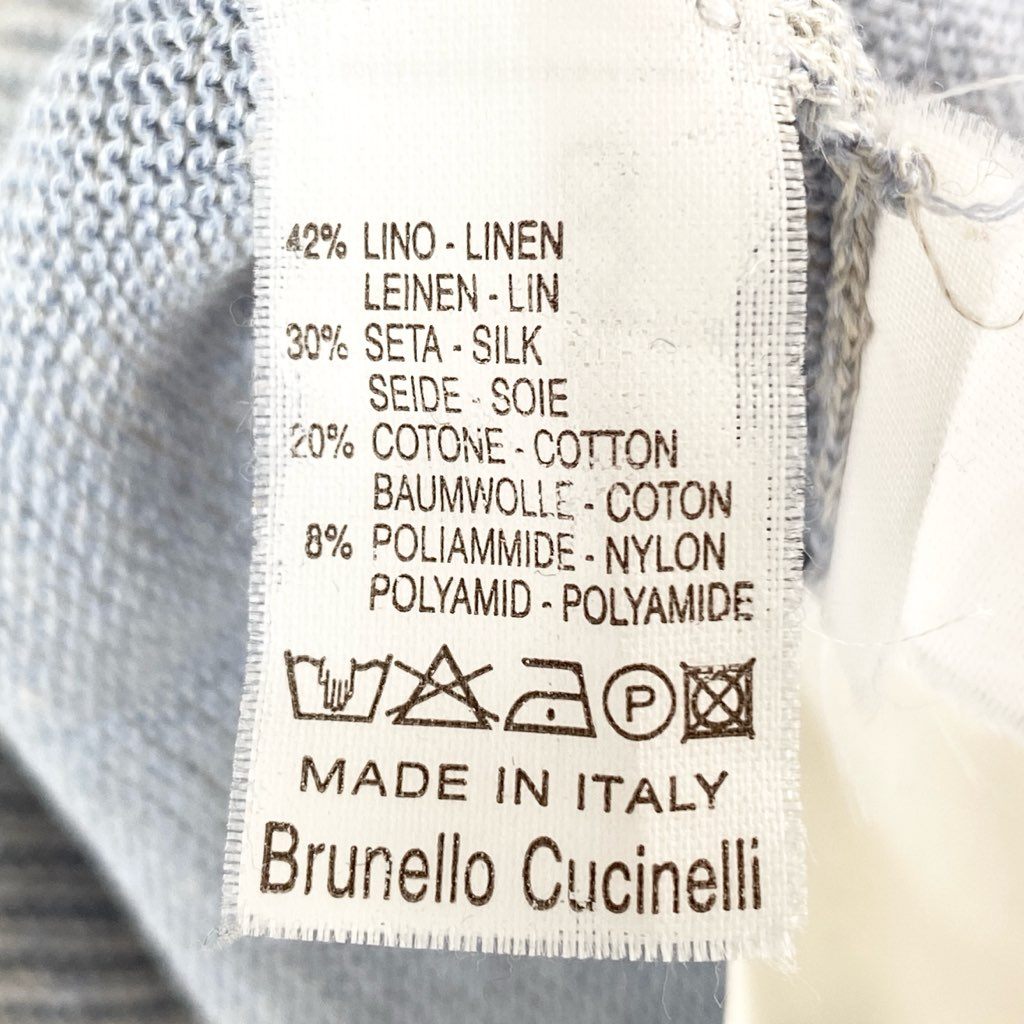 42% LINO - LINEN
LEINEN - LIN
30% SETA - SILK
SEIDE - SOIE
20% COTONE - COTTON
BAUMWOLLE - COTON
8% POLIAMMIDE - NYLON
POLYAMID - POLYAMIDE
P
MADE IN ITALY
Brunello Cucinelli